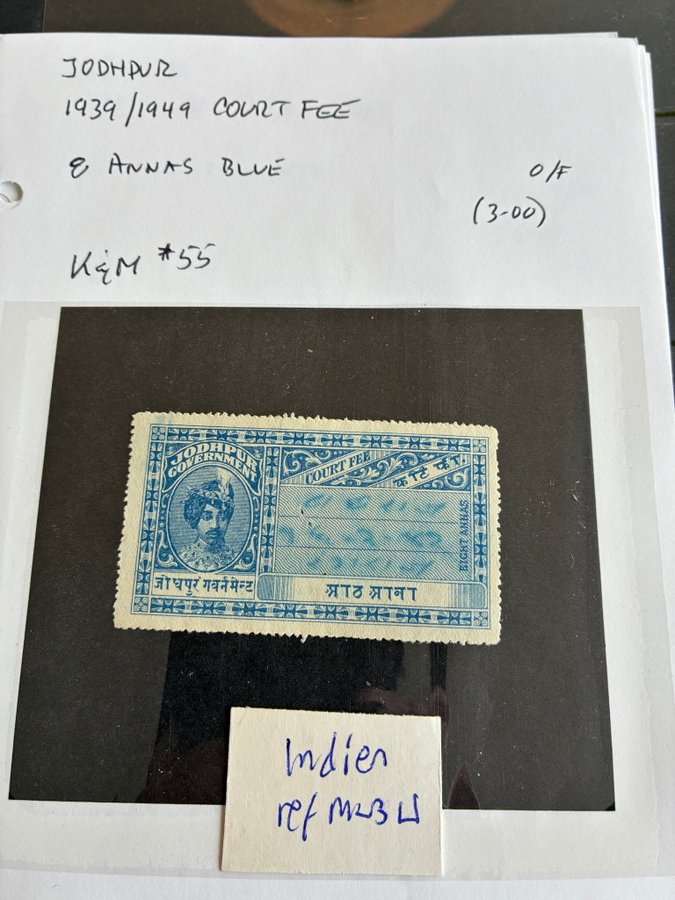 JODHPUR
1939/1949 COURT FEE
8 ANNAS BLUE
O/F
(3-00)
K&M #55
JODHPUR
GOVERNMENT
COURT FEE
कोर्ट फी
EIGHT ANNAS
जोधपुर गवर्नमेन्ट
आठ आना
Indien
ref